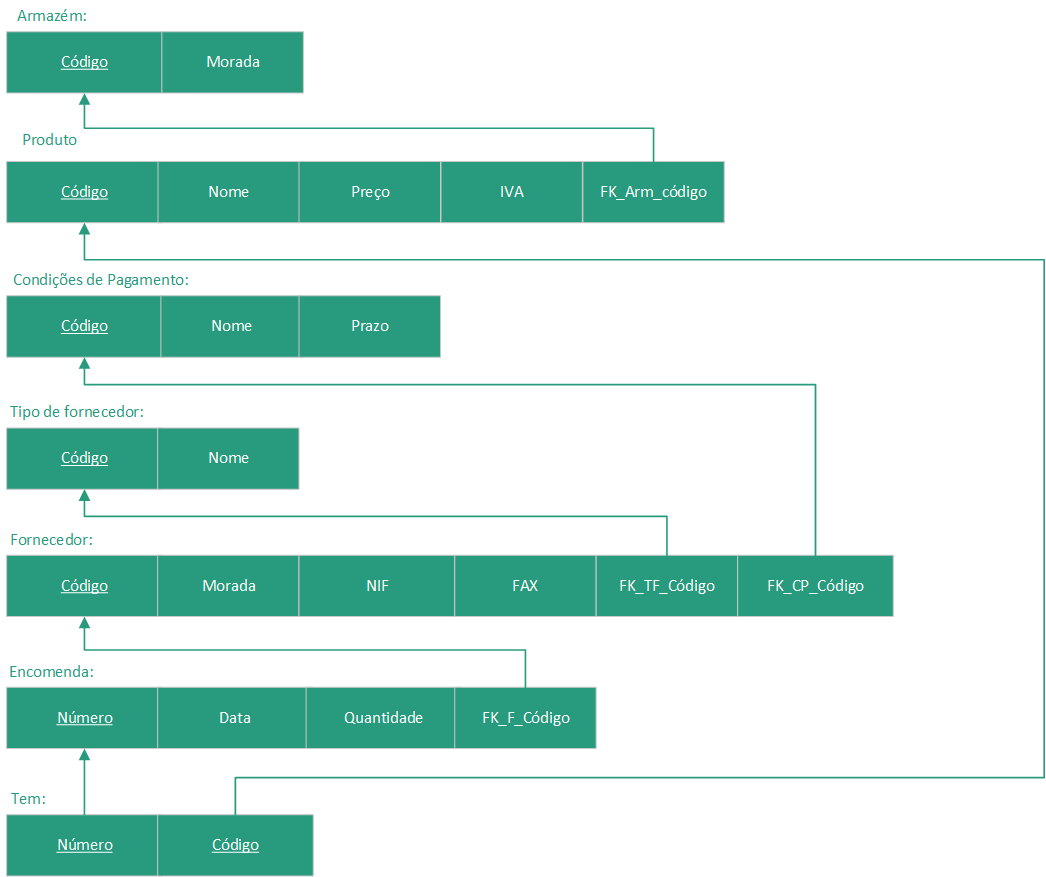 Armazém:
Código Morada
Produto
Código Nome Preço IVA FK_Arm_código
Condições de Pagamento:
Código Nome Prazo
Tipo de fornecedor:
Código Nome
Fornecedor:
Código Morada NIF FAX FK_TF_Código FK_CP_Código
Encomenda:
Número Data Quantidade FK_F_Código
Tem:
Número Código